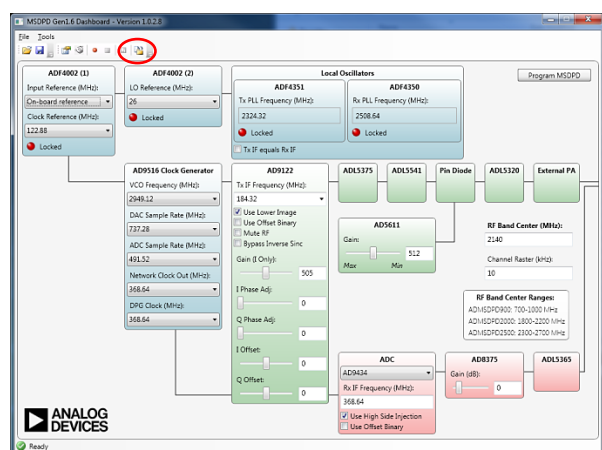 MSDPD Gen1.6 Dashboard - Version 1.0.2.8
File Tools
ADF4002 (1)
Input Reference (MHz):
On-board reference
Clock Reference (MHz):
122.88
Locked
ADF4002 (2)
LO Reference (MHz):
26
Locked
Local Oscillators
ADF4351
Tx PLL Frequency (MHz):
2324.32
Locked
Tx IF equals Rx IF
ADF4350
Rx PLL Frequency (MHz):
2508.64
Locked
Program MSDPD
AD9516 Clock Generator
VCO Frequency (MHz):
2949.12
DAC Sample Rate (MHz):
737.28
ADC Sample Rate (MHz):
491.52
Network Clock Out (MHz):
368.64
DPG Clock (MHz):
368.64
AD9122
Tx IF Frequency (MHz):
184.32
Use Lower Image
Use Offset Binary
Mute RF
Bypass Inverse Sinc
Gain (I Only):
505
I Phase Adj:
0
Q Phase Adj:
0
I Offset:
0
Q Offset:
0
ADL5375
ADL5541
Pin Diode
ADL5320
External PA
AD5611
Gain:
512
Max Min
RF Band Center (MHz):
2140
Channel Raster (kHz):
10
RF Band Center Ranges:
ADMSDPD900: 700-1000 MHz
ADMSDPD2000: 1800-2200 MHz
ADMSDPD2500: 2300-2700 MHz
ADC
AD9434
Rx IF Frequency (MHz):
368.64
Use High Side Injection
Use Offset Binary
AD8375
Gain (dB):
0
ADL5365
ANALOG
DEVICES
Ready